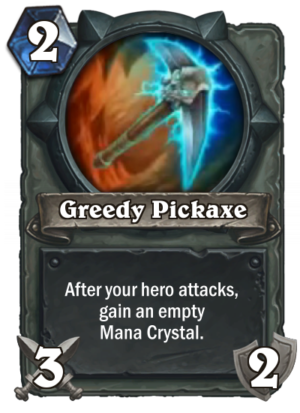 2
Greedy Pickaxe
After your hero attacks,
gain an empty
Mana Crystal.
3 2